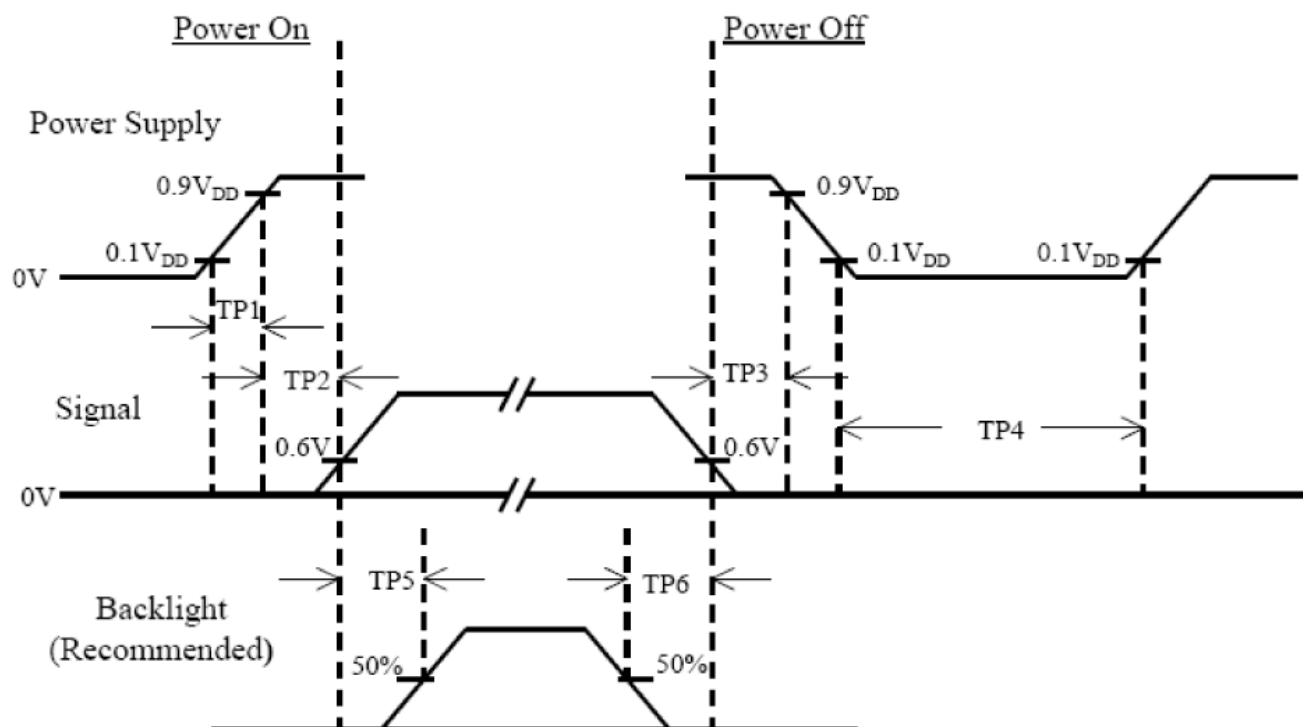 Power On
Power Off
Power Supply
0.9VDD
0.9VDD
0.1VDD
0.1VDD
0.1VDD
0V
TP1
TP2
TP3
Signal
TP4
0.6V
0.6V
0V
TP5
TP6
Backlight
(Recommended)
50%
50%